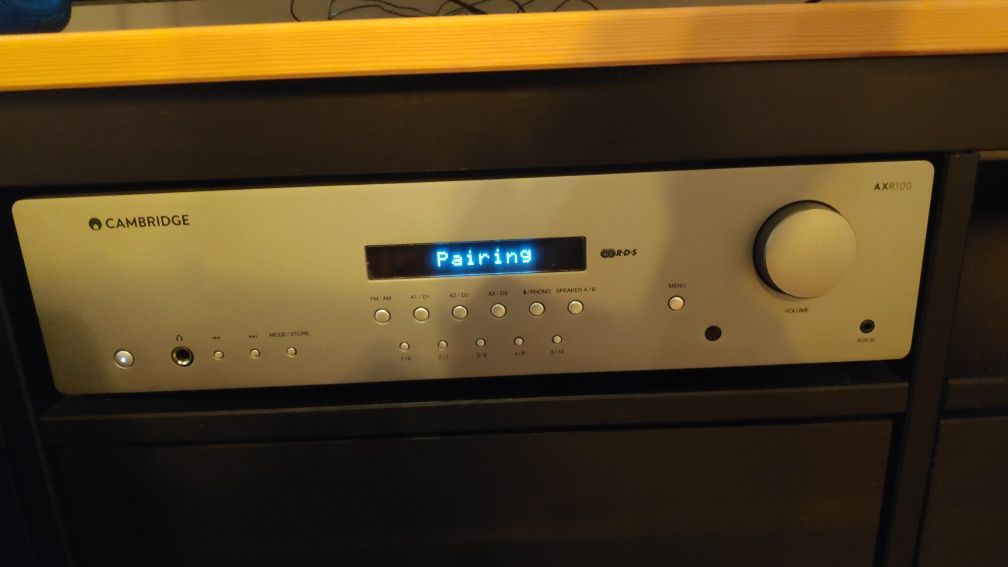 CAMBRIDGE
AXR100
Pairing
R·D·S
FM / AM
A1 / D1
A2 / D2
A3 / D3
/ PHONO
SPEAKER A / B
MENU
VOLUME
AUX IN
MODE / STORE
1 / 6
2 / 7
3 / 8
4 / 9
5 / 10